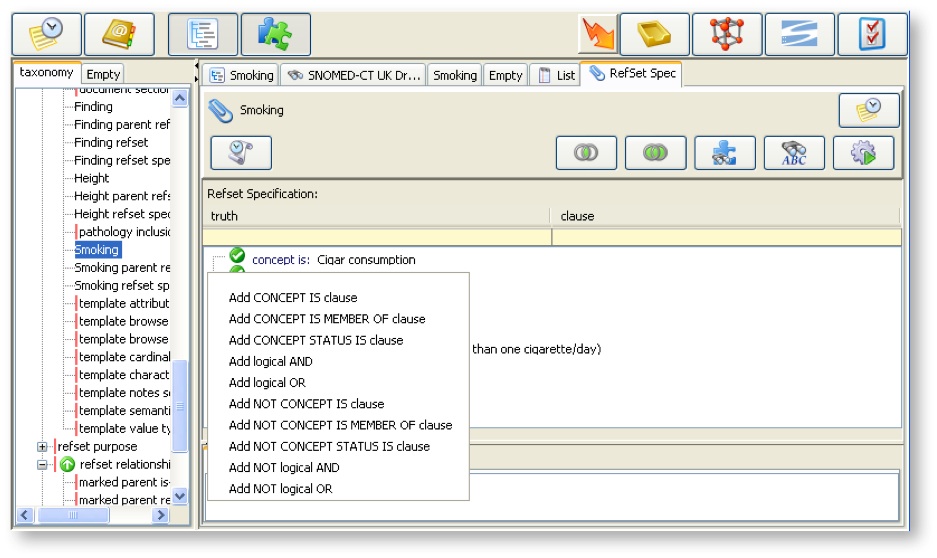 taxonomy
Empty
document section
Finding
Finding parent ref
Finding refset
Finding refset spe
Height
Height parent refs
Height refset spec
pathology inclusio
Smoking
Smoking parent re
Smoking refset sp
template attribut
template browse
template browse
template cardinal
template charact
template notes s
template semanti
template value ty
refset purpose
refset relationshi
marked parent is-
marked parent re
Smoking
SNOMED-CT UK Dr...
Smoking
Empty
List
RefSet Spec
Smoking
ABC
Refset Specification:
truth
clause
concept is: Cigar consumption
than one cigarette/day)
Add CONCEPT IS clause
Add CONCEPT IS MEMBER OF clause
Add CONCEPT STATUS IS clause
Add logical AND
Add logical OR
Add NOT CONCEPT IS clause
Add NOT CONCEPT IS MEMBER OF clause
Add NOT CONCEPT STATUS IS clause
Add NOT logical AND
Add NOT logical OR